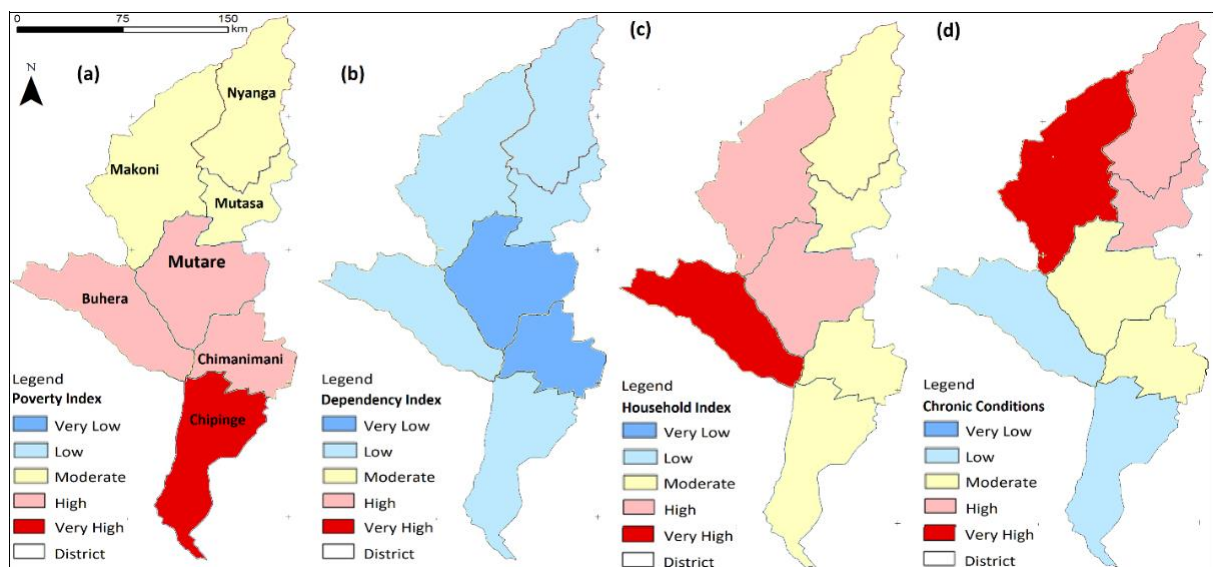 0 75 150
km
N
(a)
Nyanga
Makoni
Mutasa
Mutare
Buhera
Chimanimani
Chipinge
Legend
Poverty Index
Very Low
Low
Moderate
High
Very High
District
(b)
Legend
Dependency Index
Very Low
Low
Moderate
High
Very High
District
(c)
Legend
Household Index
Very Low
Low
Moderate
High
Very High
District
(d)
Legend
Chronic Conditions
Very Low
Low
Moderate
High
Very High
District